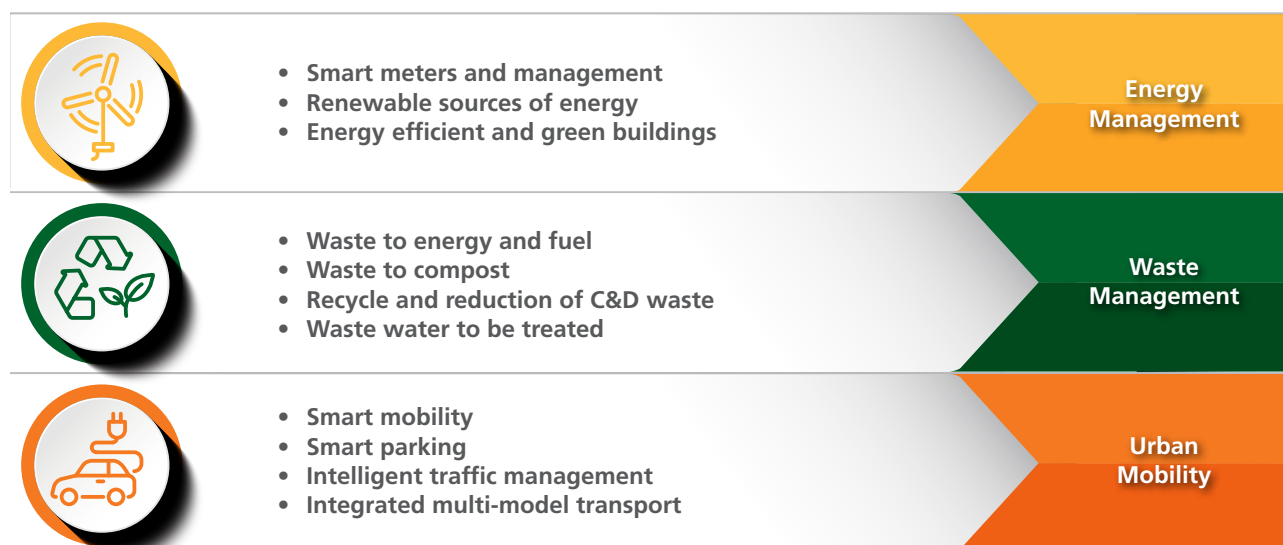 • Smart meters and management
• Renewable sources of energy
• Energy efficient and green buildings
Energy
Management
• Waste to energy and fuel
• Waste to compost
• Recycle and reduction of C&D waste
• Waste water to be treated
Waste
Management
• Smart mobility
• Smart parking
• Intelligent traffic management
• Integrated multi-model transport
Urban
Mobility